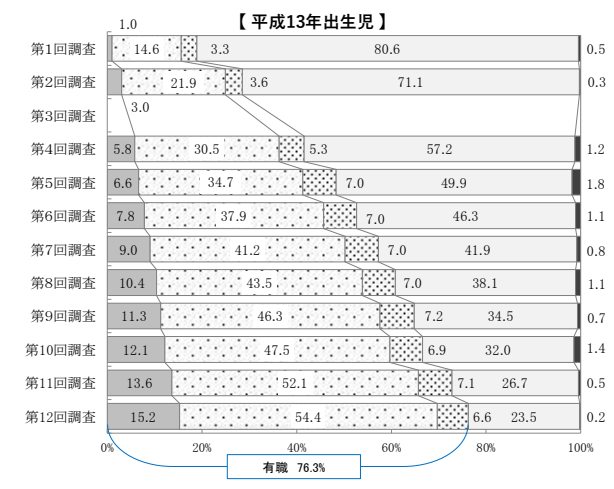 【 平成13年出生児 】
1.0
第1回調査 14.6 3.3 80.6 0.5
第2回調査 21.9 3.6 71.1 0.3
3.0
第3回調査
第4回調査 5.8 30.5 5.3 57.2 1.2
第5回調査 6.6 34.7 7.0 49.9 1.8
第6回調査 7.8 37.9 7.0 46.3 1.1
第7回調査 9.0 41.2 7.0 41.9 0.8
第8回調査 10.4 43.5 7.0 38.1 1.1
第9回調査 11.3 46.3 7.2 34.5 0.7
第10回調査 12.1 47.5 6.9 32.0 1.4
第11回調査 13.6 52.1 7.1 26.7 0.5
第12回調査 15.2 54.4 6.6 23.5 0.2
0% 20% 40% 60% 80% 100%
有職 76.3%